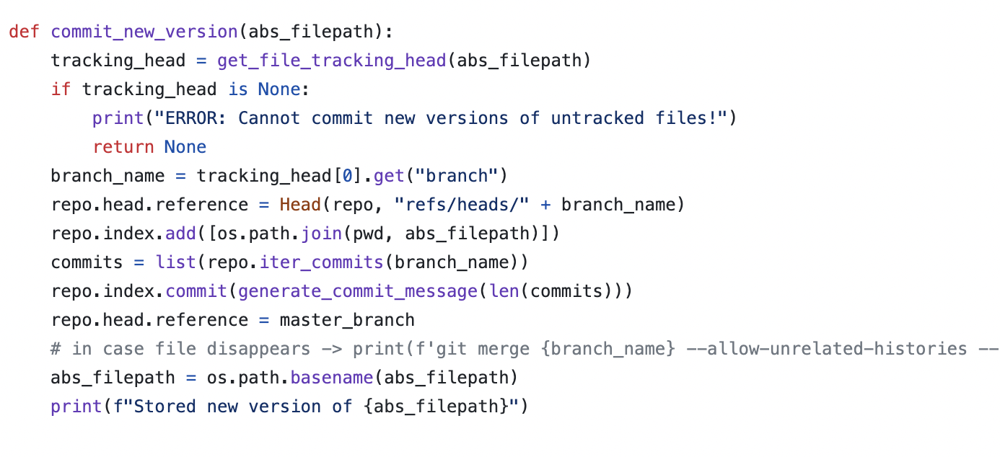 def commit_new_version(abs_filepath):
    tracking_head = get_file_tracking_head(abs_filepath)
    if tracking_head is None:
        print("ERROR: Cannot commit new versions of untracked files!")
        return None
    branch_name = tracking_head[0].get("branch")
    repo.head.reference = Head(repo, "refs/heads/" + branch_name)
    repo.index.add([os.path.join(pwd, abs_filepath)])
    commits = list(repo.iter_commits(branch_name))
    repo.index.commit(generate_commit_message(len(commits)))
    repo.head.reference = master_branch
    # in case file disappears -> print(f'git merge {branch_name} --allow-unrelated-histories --
    abs_filepath = os.path.basename(abs_filepath)
    print(f"Stored new version of {abs_filepath}")